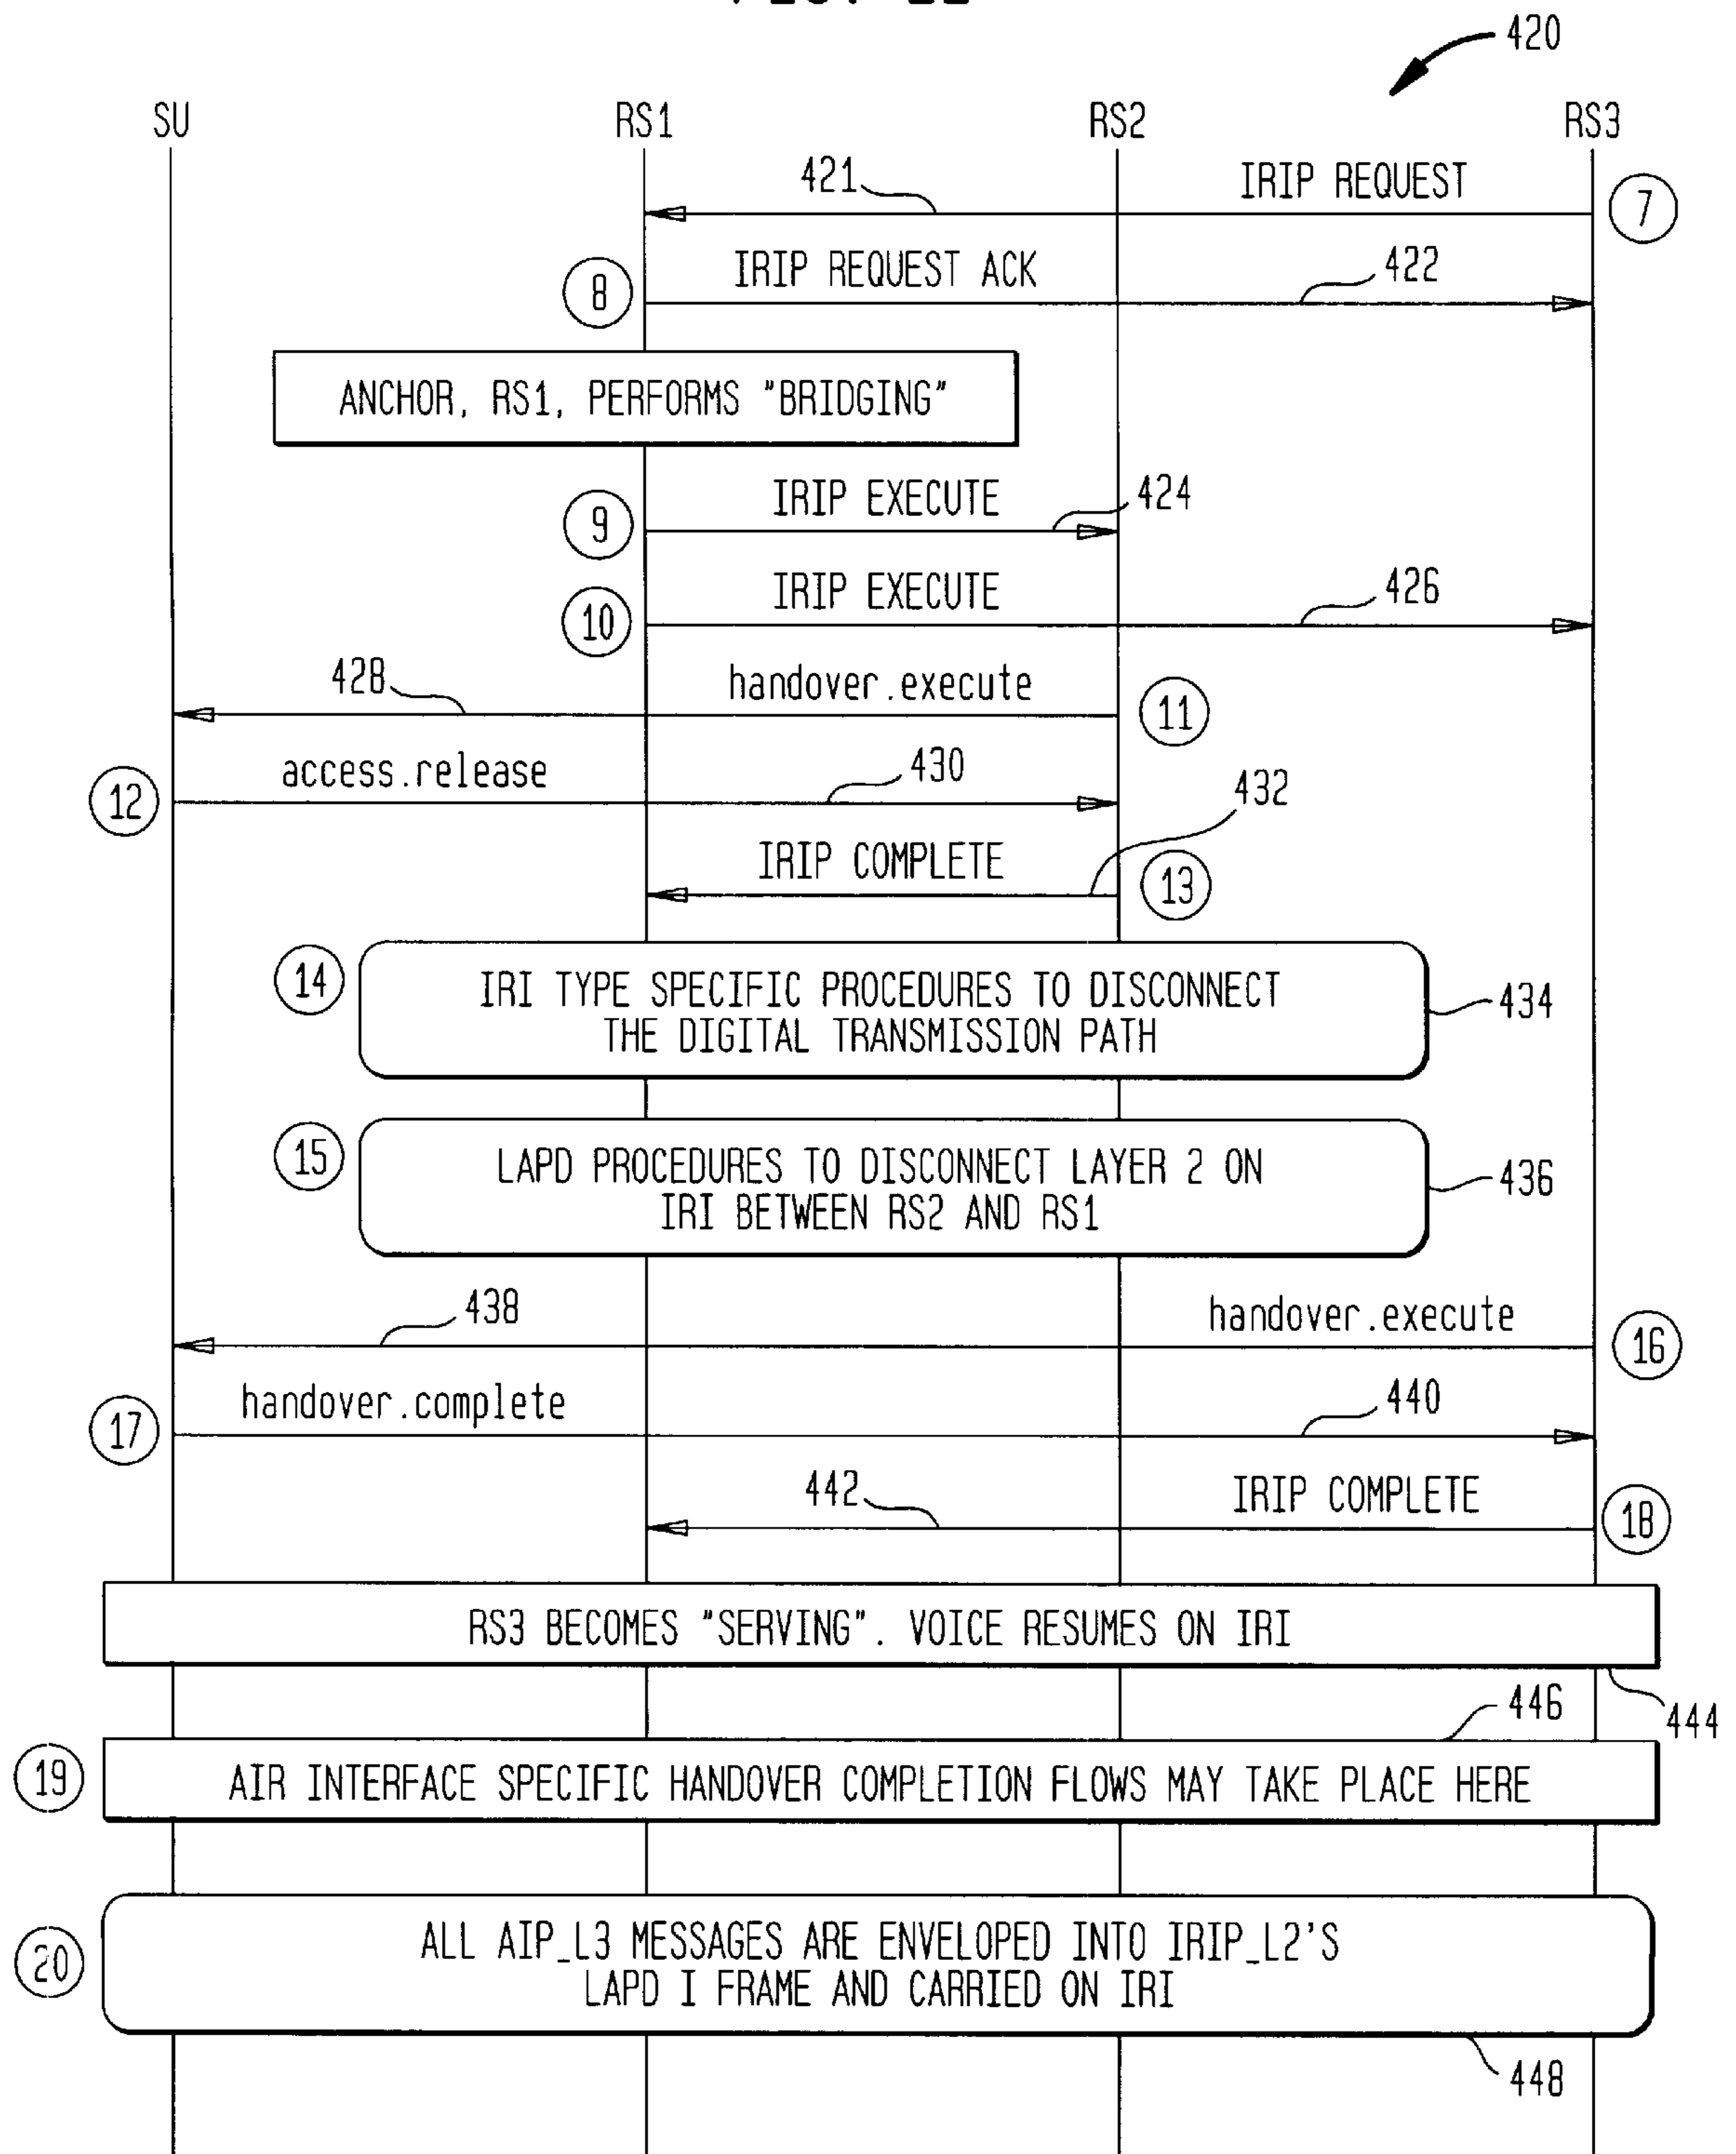 420
SU RS1 RS2 RS3
421 IRIP REQUEST 7
8 IRIP REQUEST ACK 422
ANCHOR, RS1, PERFORMS "BRIDGING"
9 IRIP EXECUTE 424
10 IRIP EXECUTE 426
428 handover.execute 11
12 access.release 430
432
IRIP COMPLETE 13
14 IRI TYPE SPECIFIC PROCEDURES TO DISCONNECT
THE DIGITAL TRANSMISSION PATH
434
15 LAPD PROCEDURES TO DISCONNECT LAYER 2 ON
IRI BETWEEN RS2 AND RS1
436
438 handover.execute 16
17 handover.complete 440
442 IRIP COMPLETE 18
RS3 BECOMES "SERVING". VOICE RESUMES ON IRI
444
446
19 AIR INTERFACE SPECIFIC HANDOVER COMPLETION FLOWS MAY TAKE PLACE HERE
20 ALL AIP_L3 MESSAGES ARE ENVELOPED INTO IRIP_L2'S
LAPD I FRAME AND CARRIED ON IRI
448